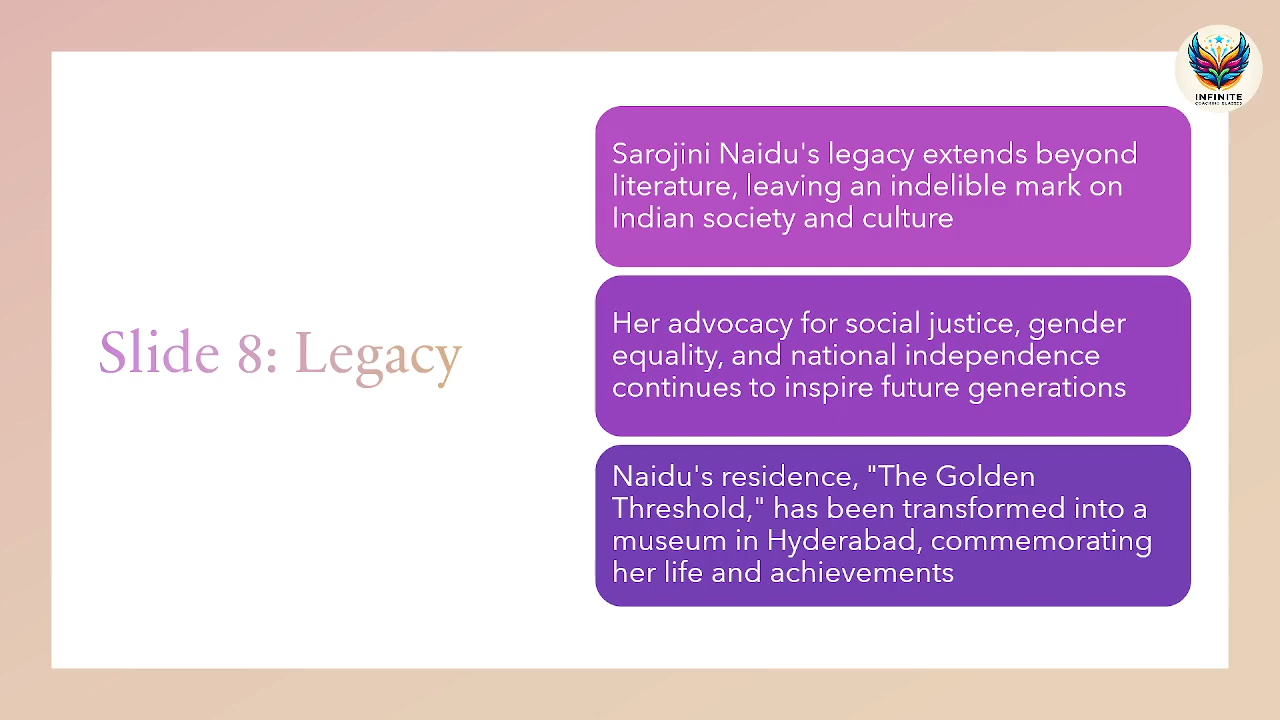 INFINITE
COACHING CLASSES
Sarojini Naidu's legacy extends beyond
literature, leaving an indelible mark on
Indian society and culture
Slide 8: Legacy
Her advocacy for social justice, gender
equality, and national independence
continues to inspire future generations
Naidu's residence, "The Golden
Threshold," has been transformed into a
museum in Hyderabad, commemorating
her life and achievements